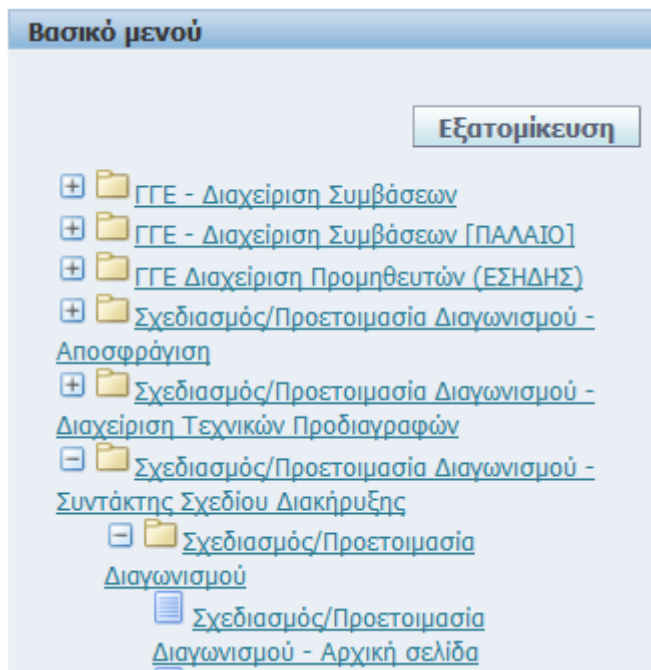 Βασικό μενού
Εξατομίκευση
ΓΓΕ - Διαχείριση Συμβάσεων
ΓΓΕ - Διαχείριση Συμβάσεων [ΠΑΛΑΙΟ]
ΓΓΕ Διαχείριση Προμηθευτών (ΕΣΗΔΗΣ)
Σχεδιασμός/Προετοιμασία Διαγωνισμού -
Αποσφράγιση
Σχεδιασμός/Προετοιμασία Διαγωνισμού -
Διαχείριση Τεχνικών Προδιαγραφών
Σχεδιασμός/Προετοιμασία Διαγωνισμού -
Συντάκτης Σχεδίου Διακήρυξης
Σχεδιασμός/Προετοιμασία
Διαγωνισμού
Σχεδιασμός/Προετοιμασία
Διαγωνισμού - Αρχική σελίδα